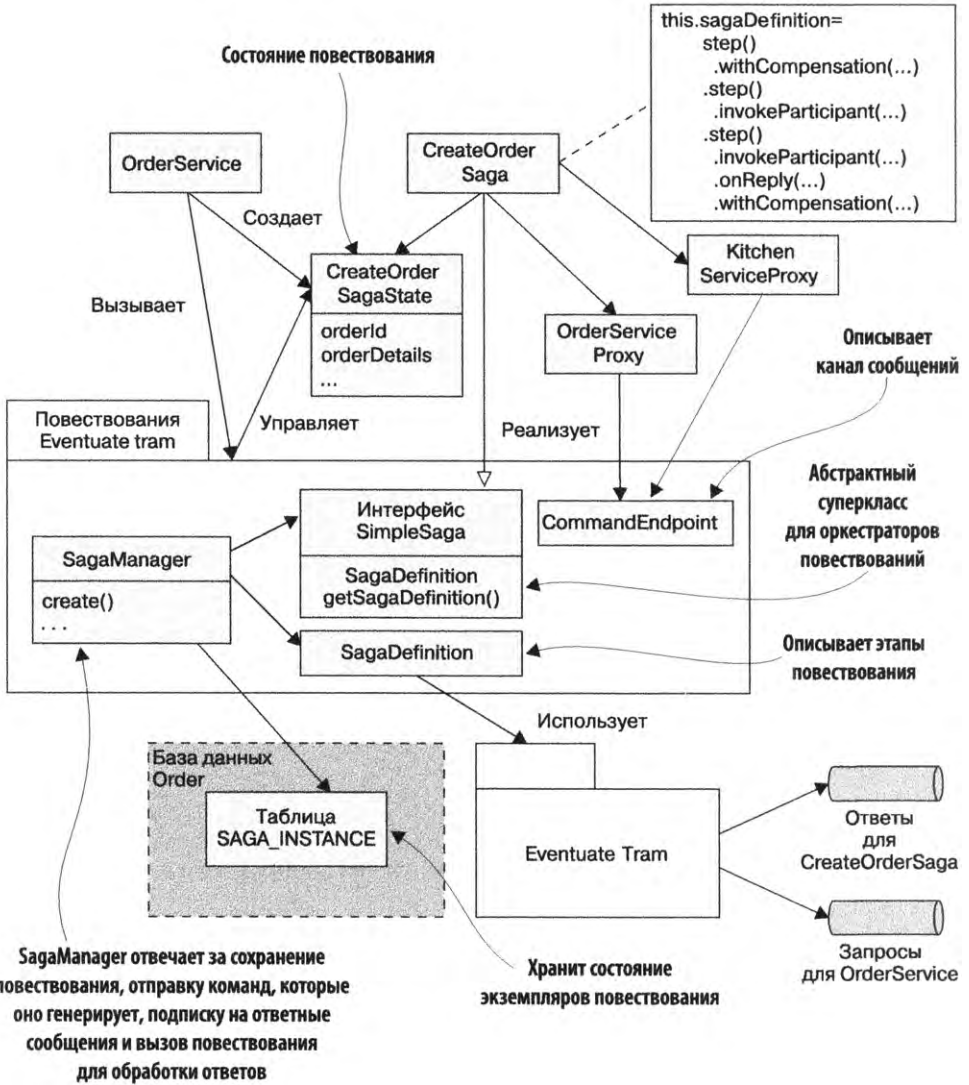 this.sagaDefinition=
step()
.withCompensation(...)
.step()
.invokeParticipant(...)
.step()
.invokeParticipant(...)
.onReply(...)
.withCompensation(...)
Состояние повествования
OrderService
CreateOrder
Saga
Создает
Kitchen
ServiceProxy
CreateOrder
SagaState
orderId
orderDetails
...
Вызывает
OrderService
Proxy
Описывает
канал сообщений
Повествования
Eventuate tram
Управляет
Реализует
Абстрактный
суперкласс
для оркестраторов
повествований
Интерфейс
SimpleSaga
SagaDefinition
getSagaDefinition()
CommandEndpoint
SagaManager
create()
. . .
SagaDefinition
Описывает этапы
повествования
Использует
База данных
Order
Таблица
SAGA_INSTANCE
Eventuate Tram
Ответы
для
CreateOrderSaga
Запросы
для OrderService
SagaManager отвечает за сохранение
повествования, отправку команд, которые
оно генерирует, подписку на ответные
сообщения и вызов повествования
для обработки ответов
Хранит состояние
экземпляров повествования